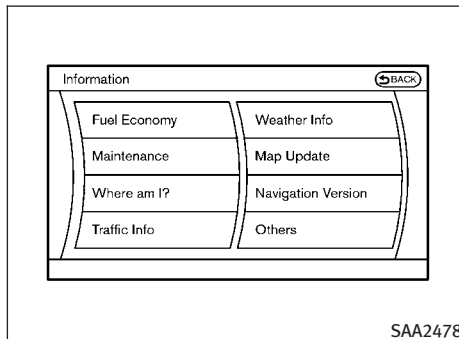 Information
BACK
Fuel Economy
Weather Info
Maintenance
Map Update
Where am I?
Navigation Version
Traffic Info
Others
SAA2478